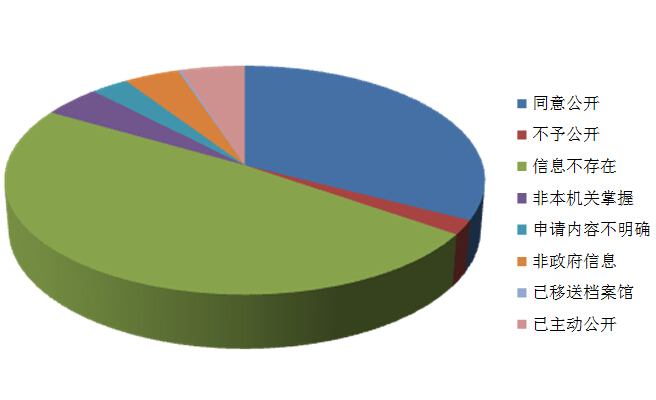 同意公开
不予公开
信息不存在
非本机关掌握
申请内容不明确
非政府信息
已移送档案馆
已主动公开